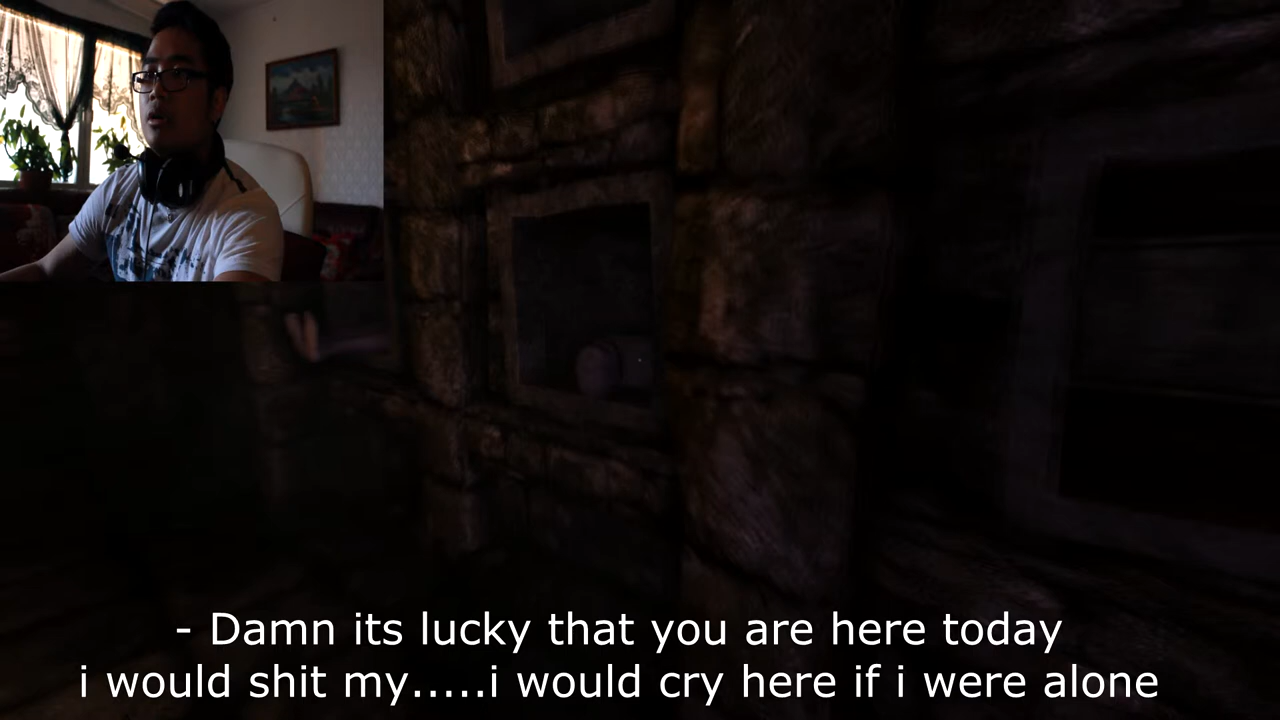 - Damn its lucky that you are here today
i would shit my.....i would cry here if i were alone